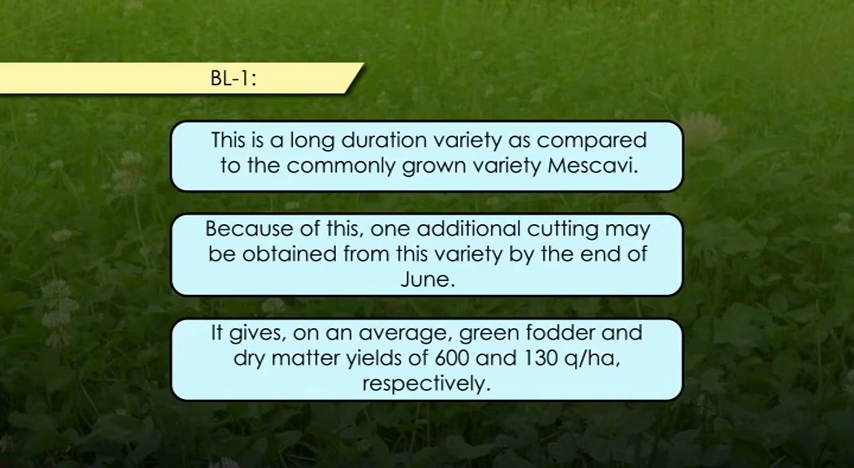 BL-1:
This is a long duration variety as compared
to the commonly grown variety Mescavi.
Because of this, one additional cutting may
be obtained from this variety by the end of
June.
It gives, on an average, green fodder and
dry matter yields of 600 and 130 q/ha,
respectively.